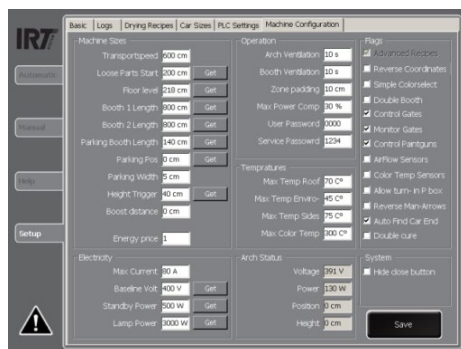 IRT
Basic Logs Drying Recipes Car Sizes PLC Settings Machine Configuration
Automatic
Manual
Help
Setup
Machine Sizes
Transportspeed 600 cm
Loose Parts Start 200 cm Get
Floor level 218 cm Get
Booth 1 Length 800 cm Get
Booth 2 Length 800 cm Get
Parking Booth Length 140 cm Get
Parking Pos 0 cm Get
Parking Width 5 cm
Height Trigger 40 cm Get
Boost distance 0 cm
Energy price 1
Electricity
Max Current 80 A
Baseline Volt 400 V Get
Standby Power 500 W Get
Lamp Power 3000 W Get
Operation
Arch Ventilation 10 s
Booth Ventilation 10 s
Zone padding 10 cm
Max Power Comp 30 %
User Password 0000
Service Password 1234
Tempratures
Max Temp Roof 70 Cº
Max Temp Enviro- 45 Cº
Max Temp Sides 75 Cº
Max Color Temp 300 Cº
Arch Status
Voltage 391 V
Power 130 W
Position 0 cm
Height 0 cm
Flags
Advanced Recipes
Reverse Coordinates
Simple Colorselect
Double Booth
Control Gates
Monitor Gates
Control Paintguns
AirFlow Sensors
Color Temp Sensors
Allow turn- in P box
Reverse Man-Arrows
Auto Find Car End
Double cure
System
Hide close button
Save